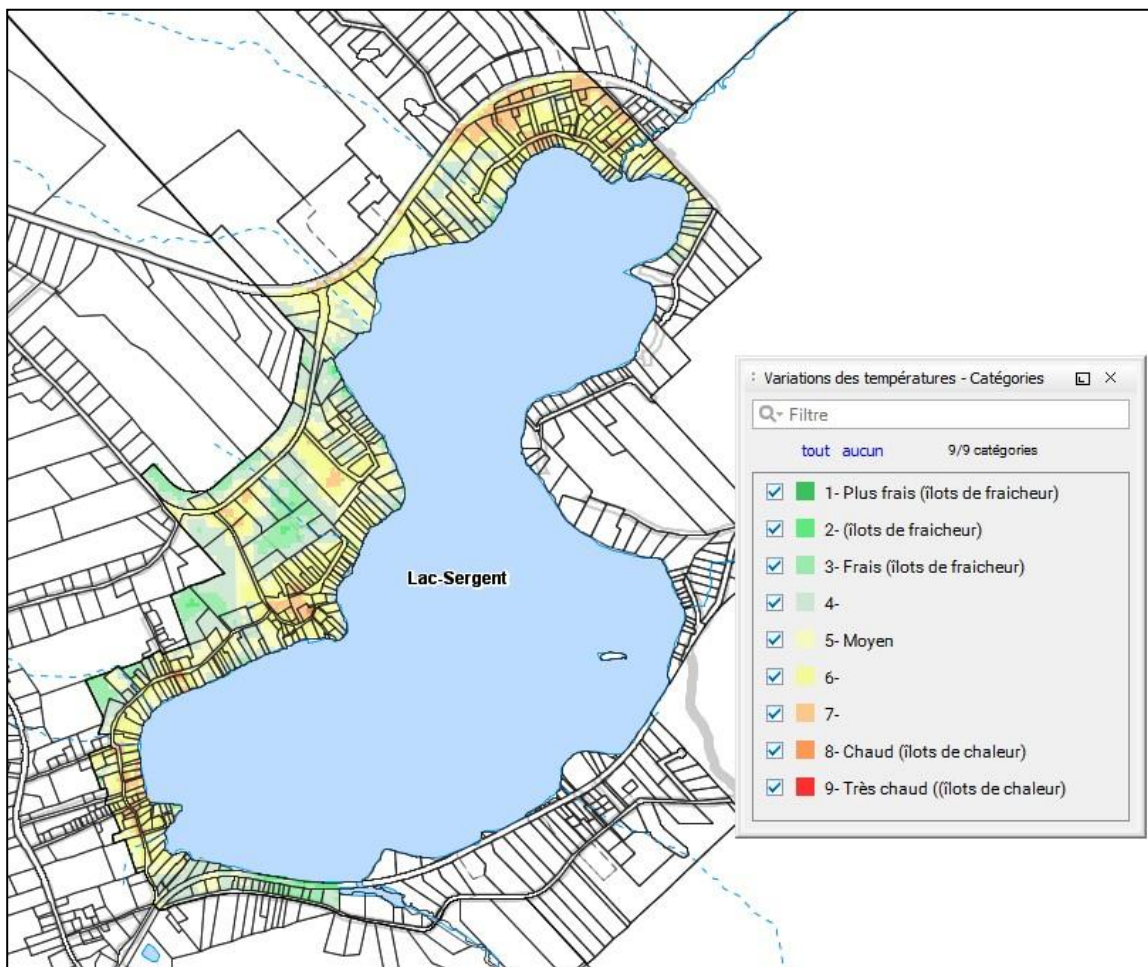 Lac-Sergent
Variations des températures - Catégories
Filtre
tout aucun 9/9 catégories
1- Plus frais (îlots de fraicheur)
2- (îlots de fraicheur)
3- Frais (îlots de fraicheur)
4-
5- Moyen
6-
7-
8- Chaud (îlots de chaleur)
9- Très chaud ((îlots de chaleur)